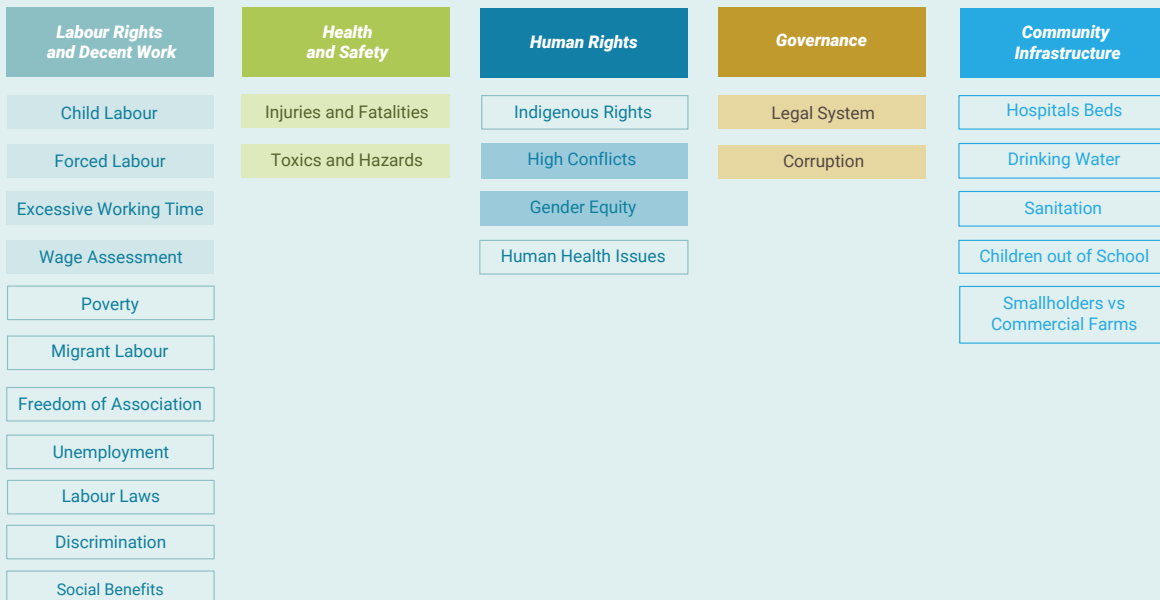 Labour Rights
and Decent Work
Child Labour
Forced Labour
Excessive Working Time
Wage Assessment
Poverty
Migrant Labour
Freedom of Association
Unemployment
Labour Laws
Discrimination
Social Benefits
Health
and Safety
Injuries and Fatalities
Toxics and Hazards
Human Rights
Indigenous Rights
High Conflicts
Gender Equity
Human Health Issues
Governance
Legal System
Corruption
Community
Infrastructure
Hospitals Beds
Drinking Water
Sanitation
Children out of School
Smallholders vs
Commercial Farms